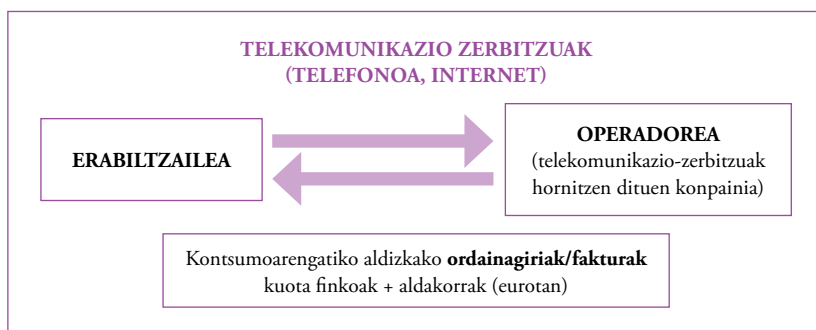 TELEKOMUNIKAZIO ZERBITZUAK
(TELEFONOA, INTERNET)
ERABILTZAILEA
OPERADOREA
(telekomunikazio-zerbitzuak
hornitzen dituen konpainia)
Kontsumoarengatiko aldizkako ordainagiriak/fakturak
kuota finkoak + aldakorrak (eurotan)